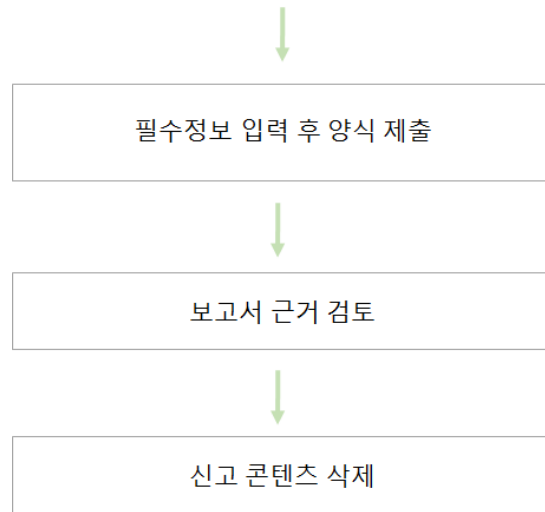 필수정보 입력 후 양식 제출
보고서 근거 검토
신고 콘텐츠 삭제